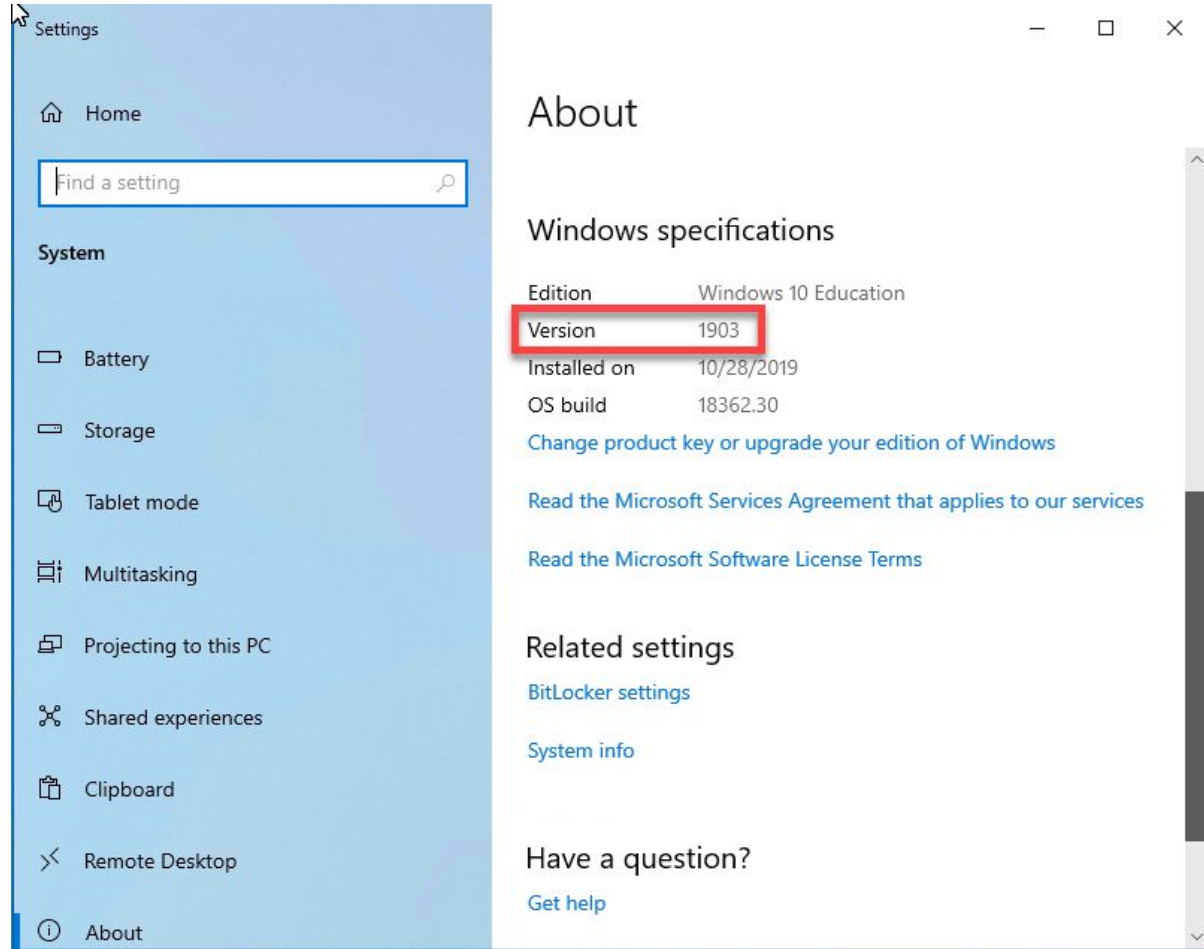 Settings
Home
Find a setting
System
Battery
Storage
Tablet mode
Multitasking
Projecting to this PC
Shared experiences
Clipboard
Remote Desktop
About
About
Windows specifications
Edition Windows 10 Education
Version 1903
Installed on 10/28/2019
OS build 18362.30
Change product key or upgrade your edition of Windows
Read the Microsoft Services Agreement that applies to our services
Read the Microsoft Software License Terms
Related settings
BitLocker settings
System info
Have a question?
Get help